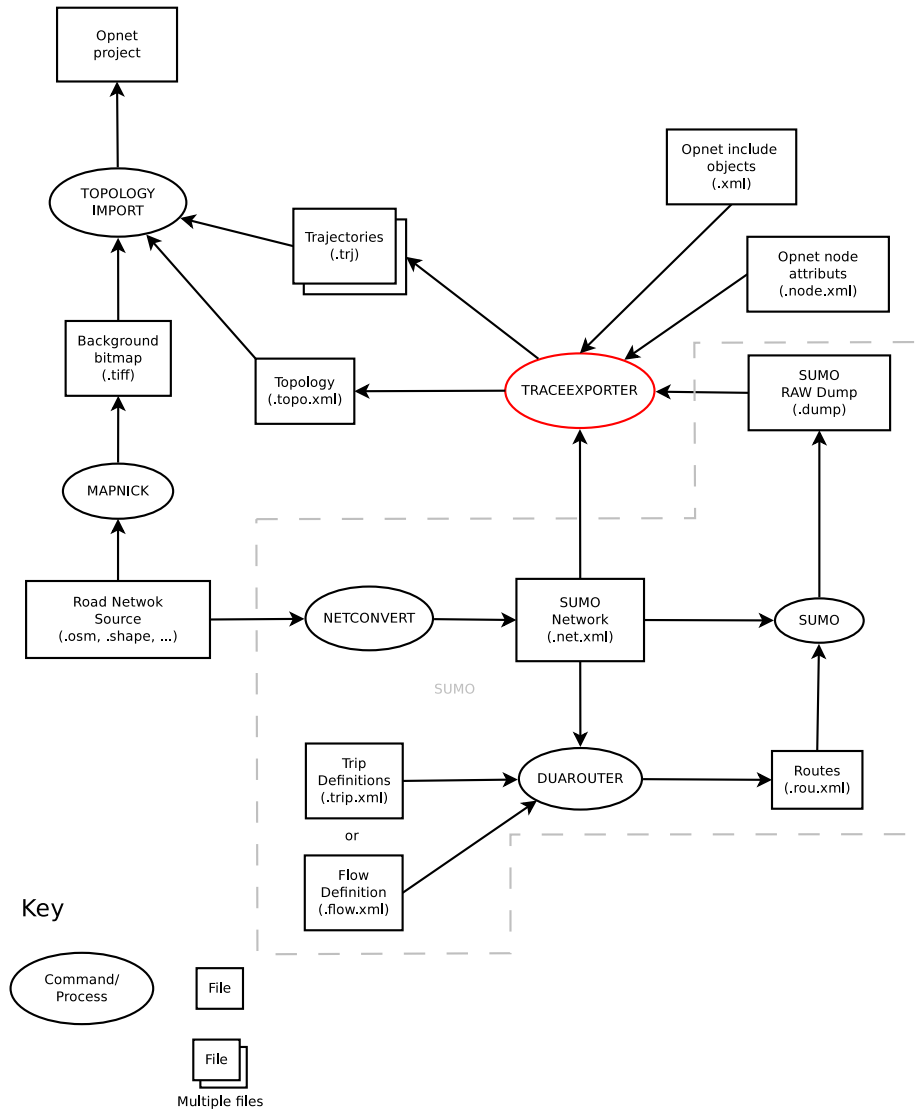 Opnet
project
TOPOLOGY
IMPORT
Opnet include
objects
(.xml)
Trajectories
(.trj)
Opnet node
attributs
(.node.xml)
Background
bitmap
(.tiff)
Topology
(.topo.xml)
TRACEEXPORTER
SUMO
RAW Dump
(.dump)
MAPNICK
Road Netwok
Source
(.osm, .shape, ...)
NETCONVERT
SUMO
Network
(.net.xml)
SUMO
SUMO
Trip
Definitions
(.trip.xml)
DUAROUTER
Routes
(.rou.xml)
or
Flow
Definition
(.flow.xml)
Key
Command/
Process
File
File
Multiple files